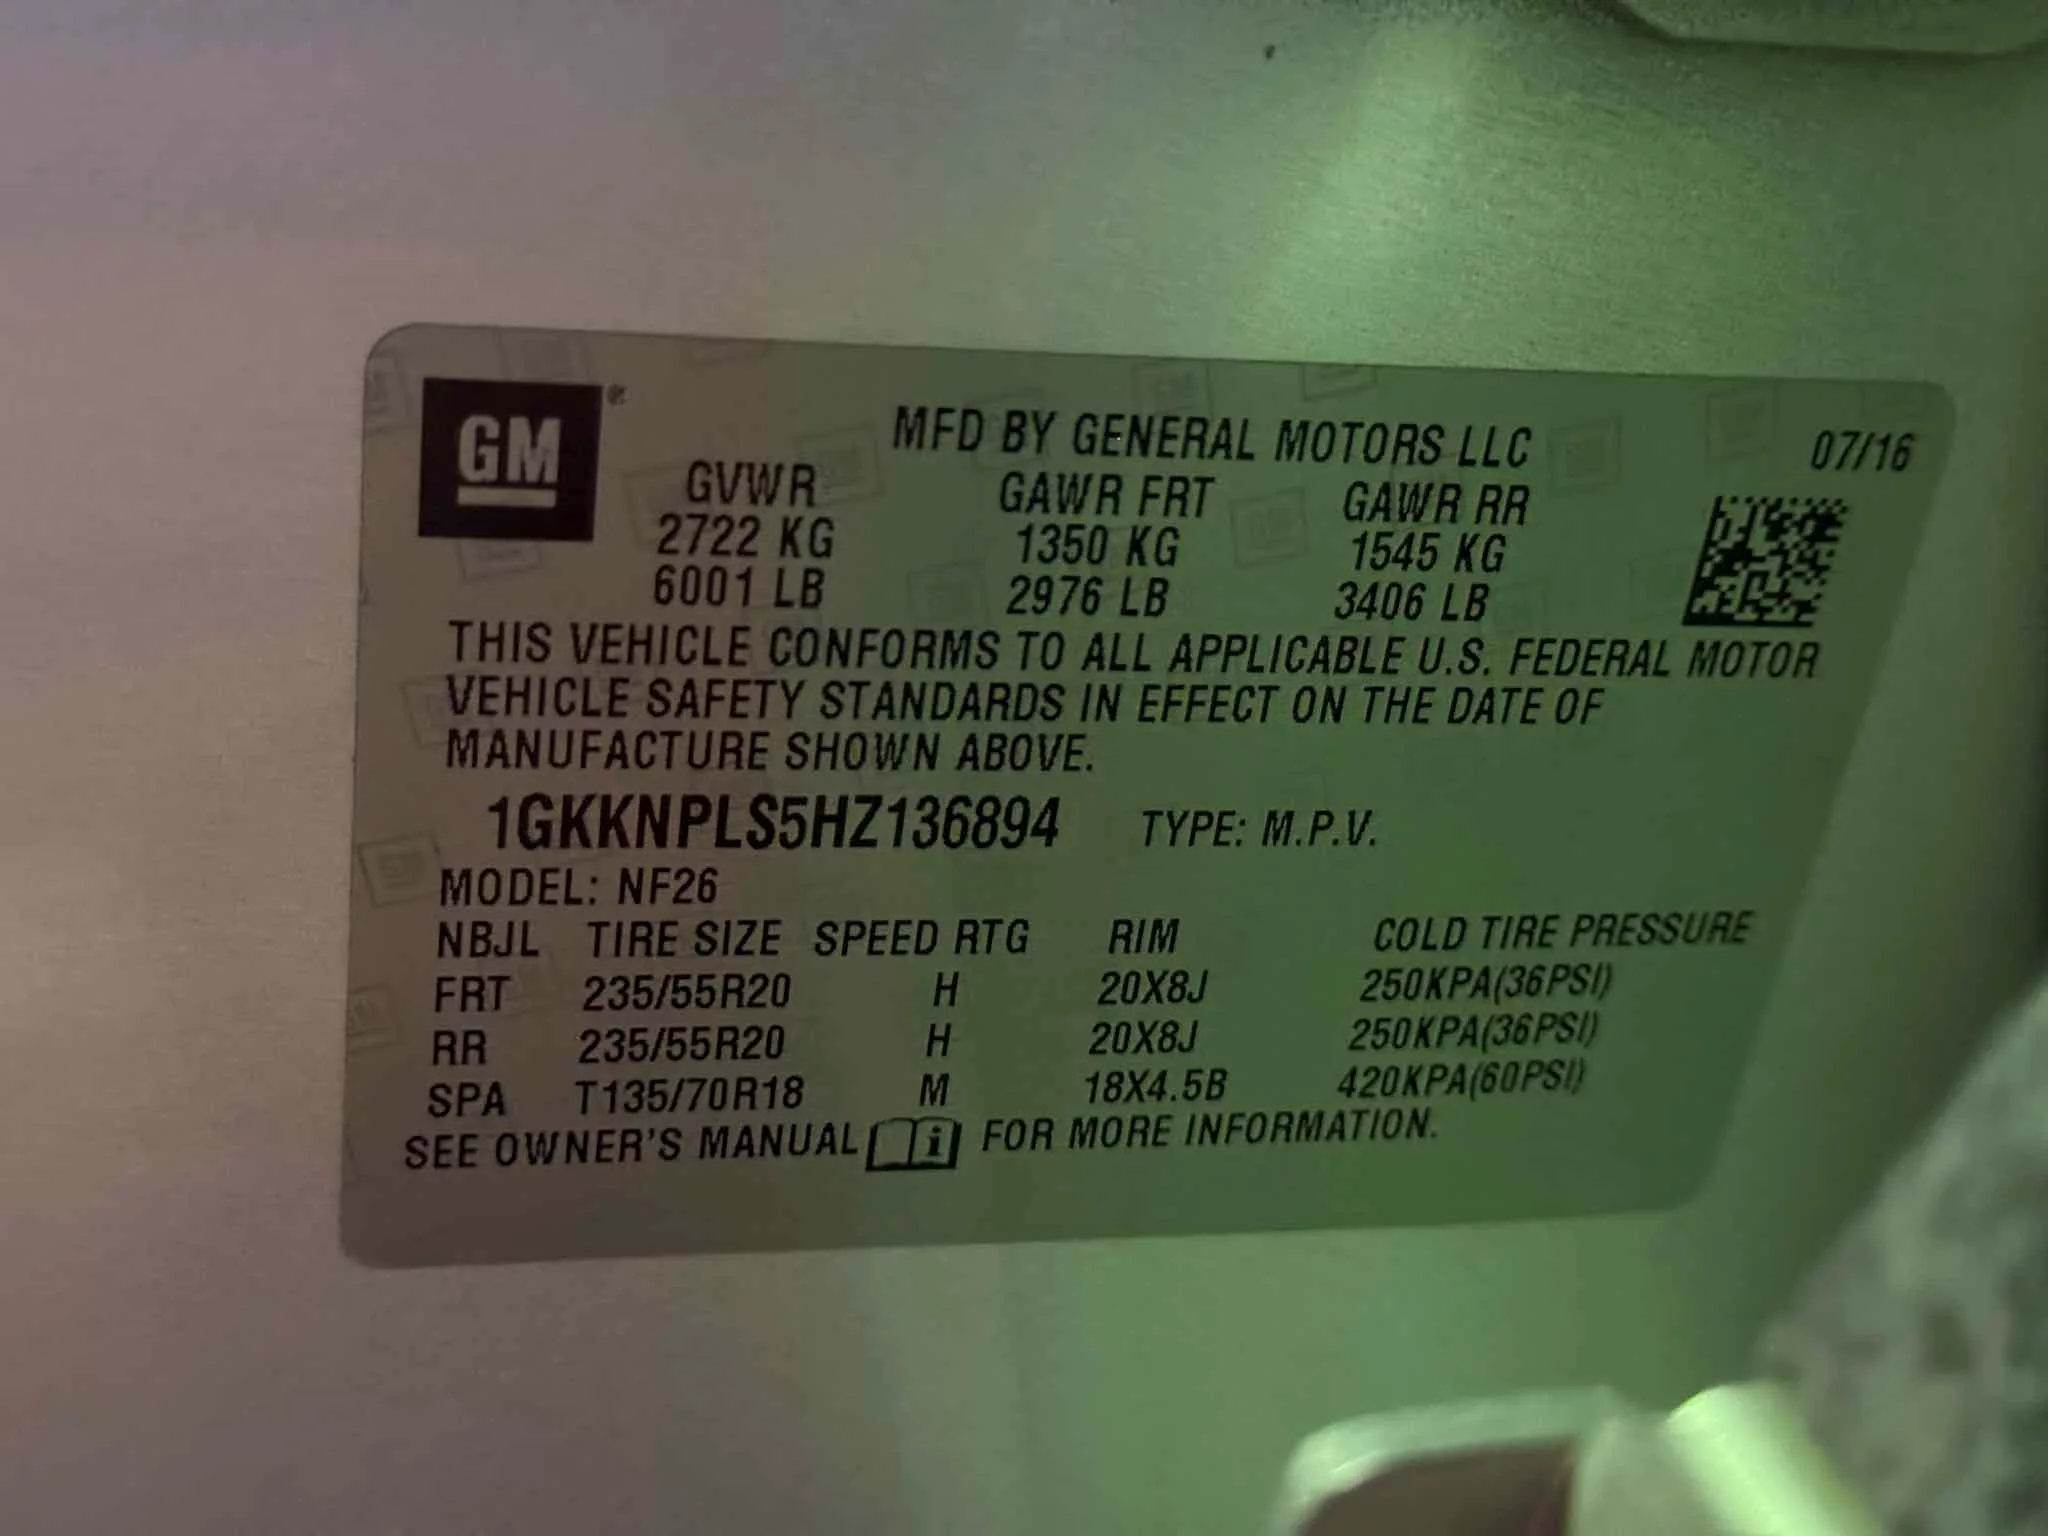 GM®
MFD BY GENERAL MOTORS LLC 07/16
GVWR GAWR FRT GAWR RR
2722 KG 1350 KG 1545 KG
6001 LB 2976 LB 3406 LB
THIS VEHICLE CONFORMS TO ALL APPLICABLE U.S. FEDERAL MOTOR
VEHICLE SAFETY STANDARDS IN EFFECT ON THE DATE OF
MANUFACTURE SHOWN ABOVE.
1GKKNPLS5HZ136894 TYPE: M.P.V.
MODEL: NF26
NBJL TIRE SIZE SPEED RTG RIM COLD TIRE PRESSURE
FRT 235/55R20 H 20X8J 250KPA(36PSI)
RR 235/55R20 H 20X8J 250KPA(36PSI)
SPA T135/70R18 M 18X4.5B 420KPA(60PSI)
SEE OWNER'S MANUAL i FOR MORE INFORMATION.